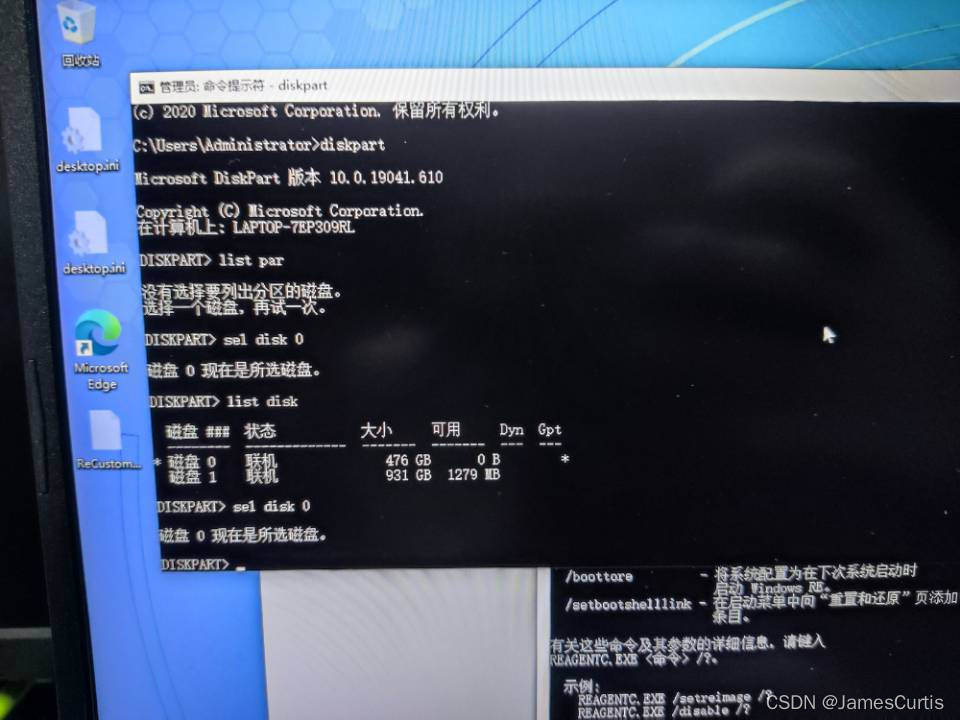 回收站
desktop.ini
desktop.ini
Microsoft
Edge
ReCustom...
管理员: 命令提示符 - diskpart
(c) 2020 Microsoft Corporation. 保留所有权利。
C:\Users\Administrator>diskpart
Microsoft DiskPart 版本 10.0.19041.610
Copyright (C) Microsoft Corporation.
在计算机上: LAPTOP-7EP309RL
DISKPART> list par
没有选择要列出分区的磁盘。
选择一个磁盘，再试一次。
DISKPART> sel disk 0
磁盘 0 现在是所选磁盘。
DISKPART> list disk
磁盘 ### 状态 大小 可用 Dyn Gpt
-------- ------------- ------- ------- --- ---
* 磁盘 0 联机 476 GB 0 B *
磁盘 1 联机 931 GB 1279 MB
DISKPART> sel disk 0
磁盘 0 现在是所选磁盘。
DISKPART> _
/boottore - 将系统配置为在下次系统启动时
启动 Windows RE。
/setbootshelllink - 在启动菜单中向“重置和还原”页添加
条目。
有关这些命令及其参数的详细信息，请键入
REAGENTC.EXE <命令> /?。
示例:
REAGENTC.EXE /setreimage /?
REAGENTC.EXE /disable /?
CSDN @JamesCurtis